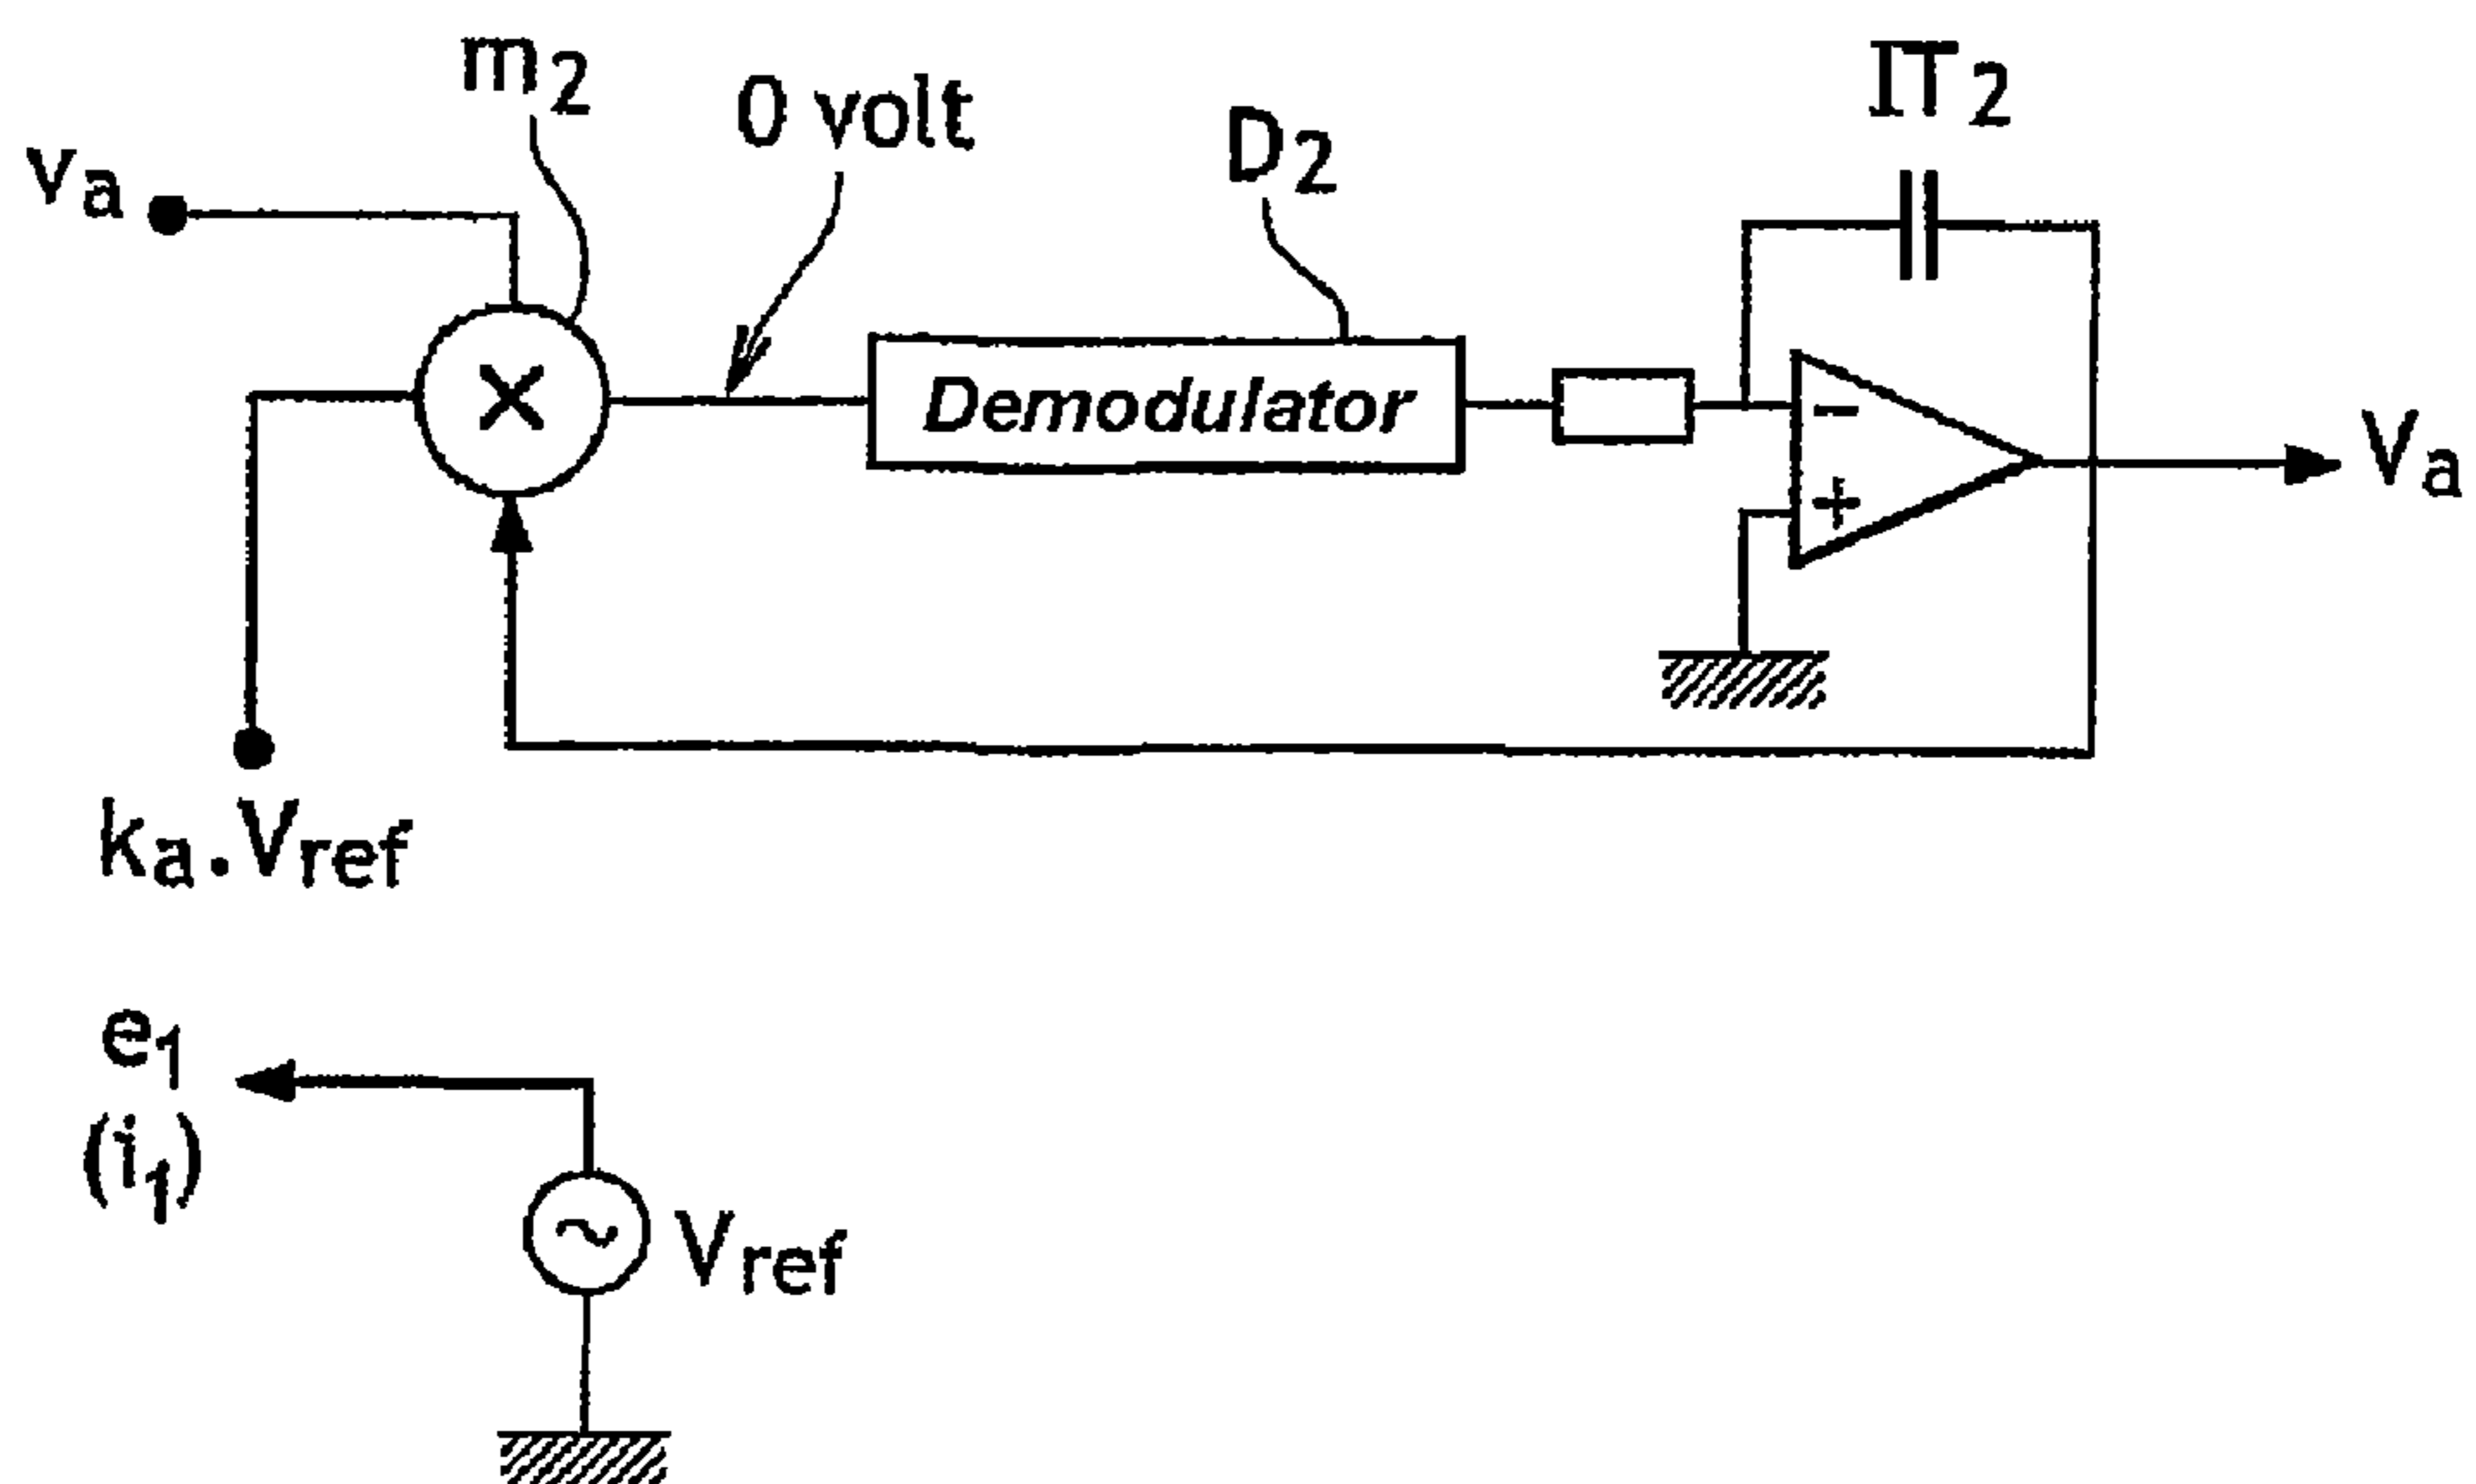 m2
0 volt
IT2
va
D2
×
Demodulator
−
+
Va
ka.Vref
e1
(i1)
~
Vref